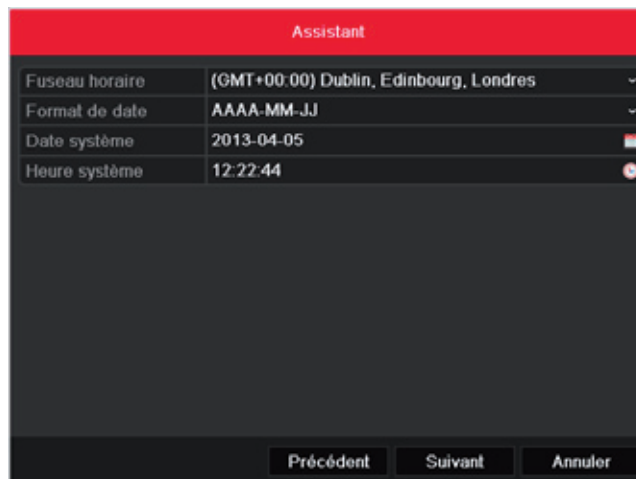 Assistant
Fuseau horaire (GMT+00:00) Dublin, Edinbourg, Londres
Format de date AAAA-MM-JJ
Date système 2013-04-05
Heure système 12:22:44
Précédent Suivant Annuler